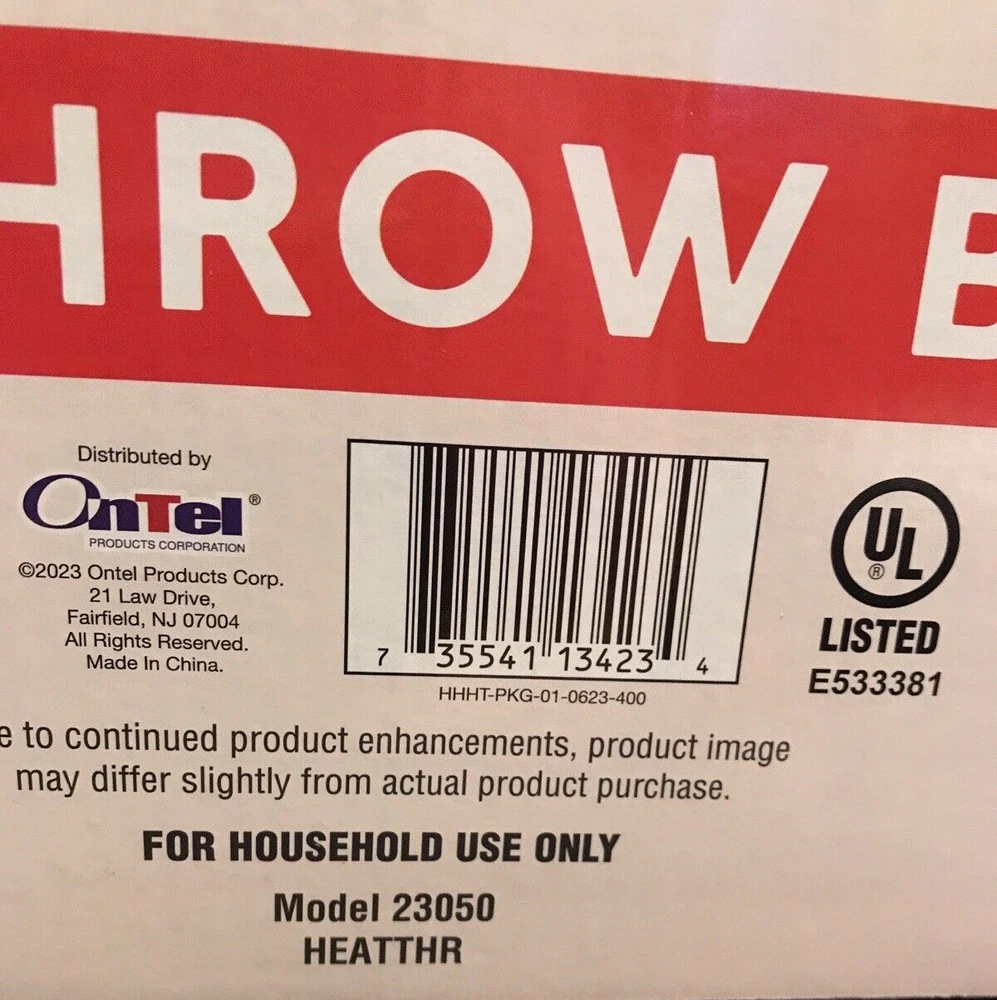 HROW B
Distributed by
OnTel®
PRODUCTS CORPORATION
©2023 Ontel Products Corp.
21 Law Drive,
Fairfield, NJ 07004
All Rights Reserved.
Made In China.
7 35541 13423 4
HHHT-PKG-01-0623-400
UL®
LISTED
E533381
e to continued product enhancements, product image
may differ slightly from actual product purchase.
FOR HOUSEHOLD USE ONLY
Model 23050
HEATTHR